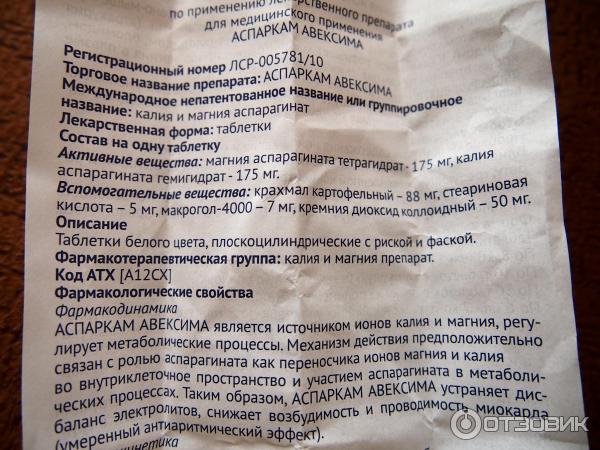 по применению лекарственного препарата
для медицинского применения
АСПАРКАМ АВЕКСИМА
Регистрационный номер ЛСР-005781/10
Торговое название препарата: АСПАРКАМ АВЕКСИМА
Международное непатентованное название или группировочное
название: калия и магния аспарагинат
Лекарственная форма: таблетки
Состав на одну таблетку
Активные вещества: магния аспарагината тетрагидрат - 175 мг, калия
аспарагината гемигидрат - 175 мг.
Вспомогательные вещества: крахмал картофельный – 88 мг, стеариновая
кислота – 5 мг, макрогол-4000 – 7 мг, кремния диоксид коллоидный – 50 мг.
Описание
Таблетки белого цвета, плоскоцилиндрические с риской и фаской.
Фармакотерапевтическая группа: калия и магния препарат.
Код АТХ [A12CX]
Фармакологические свойства
Фармакодинамика
АСПАРКАМ АВЕКСИМА является источником ионов калия и магния, регу-
лирует метаболические процессы. Механизм действия предположительно
связан с ролью аспарагината как переносчика ионов магния и калия
во внутриклеточное пространство и участием аспарагината в метаболи-
ческих процессах. Таким образом, АСПАРКАМ АВЕКСИМА устраняет дис-
баланс электролитов, снижает возбудимость и проводимость миокарда
(умеренный антиаритмический эффект).
ОТЗОВИК